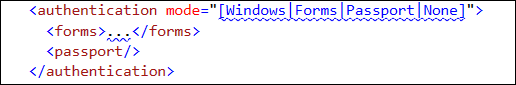 <authentication mode="[Windows|Forms|Passport|None]">
<forms>...</forms>
<passport/>
</authentication>